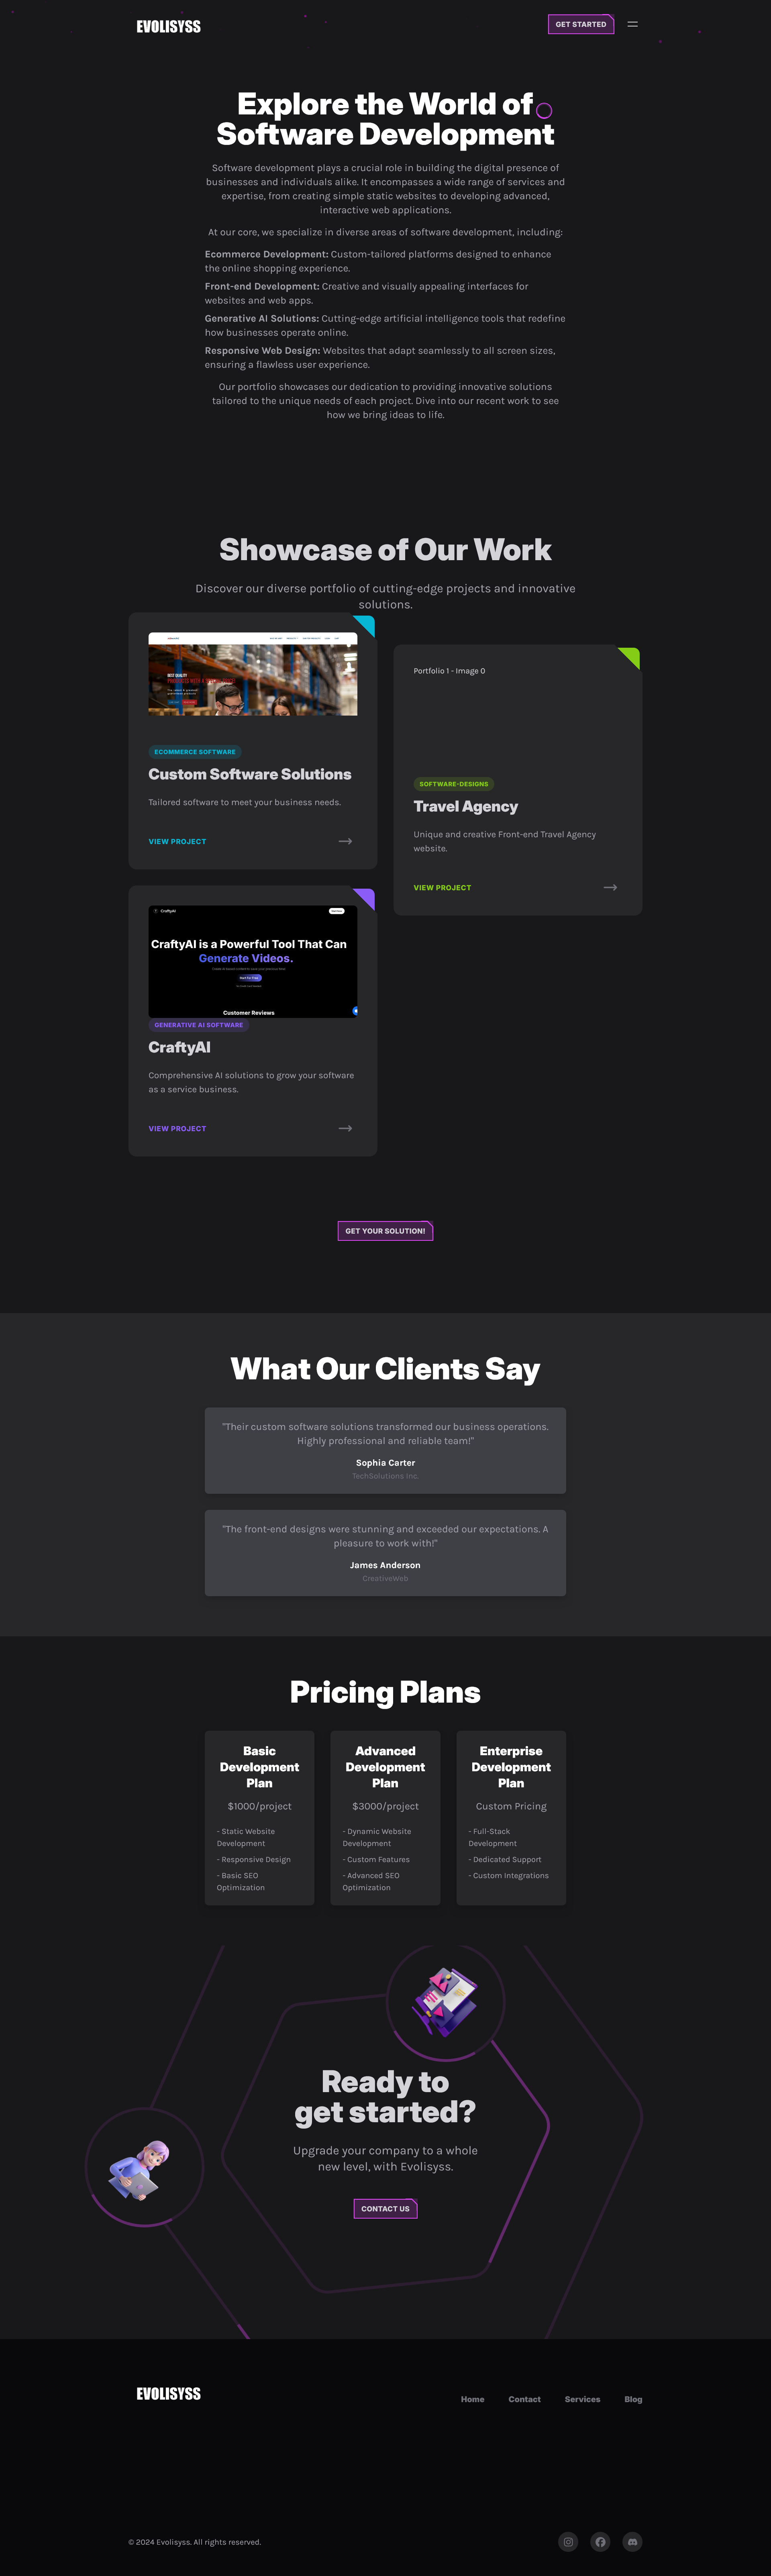 EVOLISYSS
GET STARTED
Explore the World of
Software Development
Software development plays a crucial role in building the digital presence of
businesses and individuals alike. It encompasses a wide range of services and
expertise, from creating simple static websites to developing advanced,
interactive web applications.
At our core, we specialize in diverse areas of software development, including:
Ecommerce Development: Custom-tailored platforms designed to enhance
the online shopping experience.
Front-end Development: Creative and visually appealing interfaces for
websites and web apps.
Generative AI Solutions: Cutting-edge artificial intelligence tools that redefine
how businesses operate online.
Responsive Web Design: Websites that adapt seamlessly to all screen sizes,
ensuring a flawless user experience.
Our portfolio showcases our dedication to providing innovative solutions
tailored to the unique needs of each project. Dive into our recent work to see
how we bring ideas to life.
Showcase of Our Work
Discover our diverse portfolio of cutting-edge projects and innovative
solutions.
BEST QUALITY
ECOMMERCE SOFTWARE
Custom Software Solutions
Tailored software to meet your business needs.
VIEW PROJECT
Portfolio 1 - Image 0
SOFTWARE-DESIGNS
Travel Agency
Unique and creative Front-end Travel Agency
website.
VIEW PROJECT
CraftyAI
CraftyAI is a Powerful Tool That Can
Generate Videos.
Customer Reviews
GENERATIVE AI SOFTWARE
CraftyAI
Comprehensive AI solutions to grow your software
as a service business.
VIEW PROJECT
GET YOUR SOLUTION!
What Our Clients Say
"Their custom software solutions transformed our business operations.
Highly professional and reliable team!"
Sophia Carter
TechSolutions Inc.
"The front-end designs were stunning and exceeded our expectations. A
pleasure to work with!"
James Anderson
CreativeWeb
Pricing Plans
Basic
Development
Plan
$1000/project
- Static Website
Development
- Responsive Design
- Basic SEO
Optimization
Advanced
Development
Plan
$3000/project
- Dynamic Website
Development
- Custom Features
- Advanced SEO
Optimization
Enterprise
Development
Plan
Custom Pricing
- Full-Stack
Development
- Dedicated Support
- Custom Integrations
Ready to
get started?
Upgrade your company to a whole
new level, with Evolisyss.
CONTACT US
EVOLISYSS
Home
Contact
Services
Blog
© 2024 Evolisyss. All rights reserved.